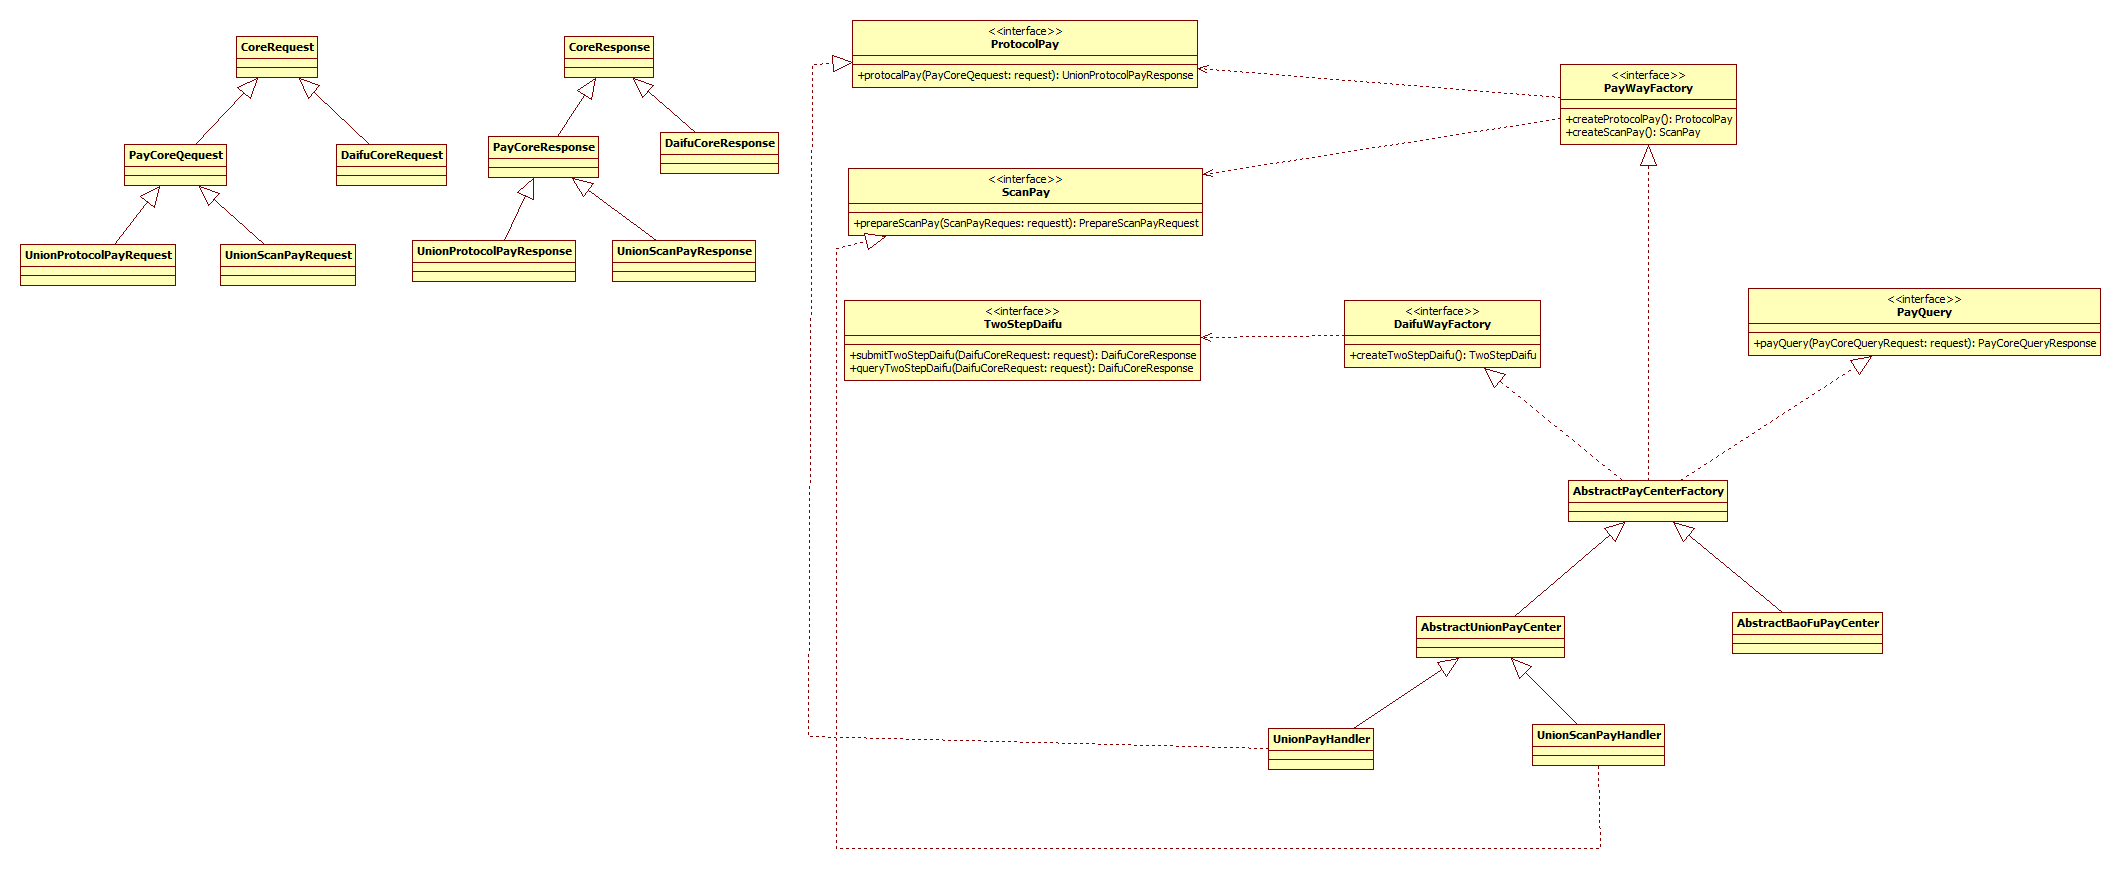 CoreRequest
PayCoreQequest
DaifuCoreRequest
UnionProtocolPayRequest
UnionScanPayRequest
CoreResponse
PayCoreResponse
DaifuCoreResponse
UnionProtocolPayResponse
UnionScanPayResponse
<<interface>>
ProtocolPay
+protocalPay(PayCoreQequest: request): UnionProtocolPayResponse
<<interface>>
PayWayFactory
+createProtocolPay(): ProtocolPay
+createScanPay(): ScanPay
<<interface>>
ScanPay
+prepareScanPay(ScanPayReques: requestt): PrepareScanPayRequest
<<interface>>
TwoStepDaifu
+submitTwoStepDaifu(DaifuCoreRequest: request): DaifuCoreResponse
+queryTwoStepDaifu(DaifuCoreRequest: request): DaifuCoreResponse
<<interface>>
DaifuWayFactory
+createTwoStepDaifu(): TwoStepDaifu
<<interface>>
PayQuery
+payQuery(PayCoreQueryRequest: request): PayCoreQueryResponse
AbstractPayCenterFactory
AbstractUnionPayCenter
AbstractBaoFuPayCenter
UnionPayHandler
UnionScanPayHandler